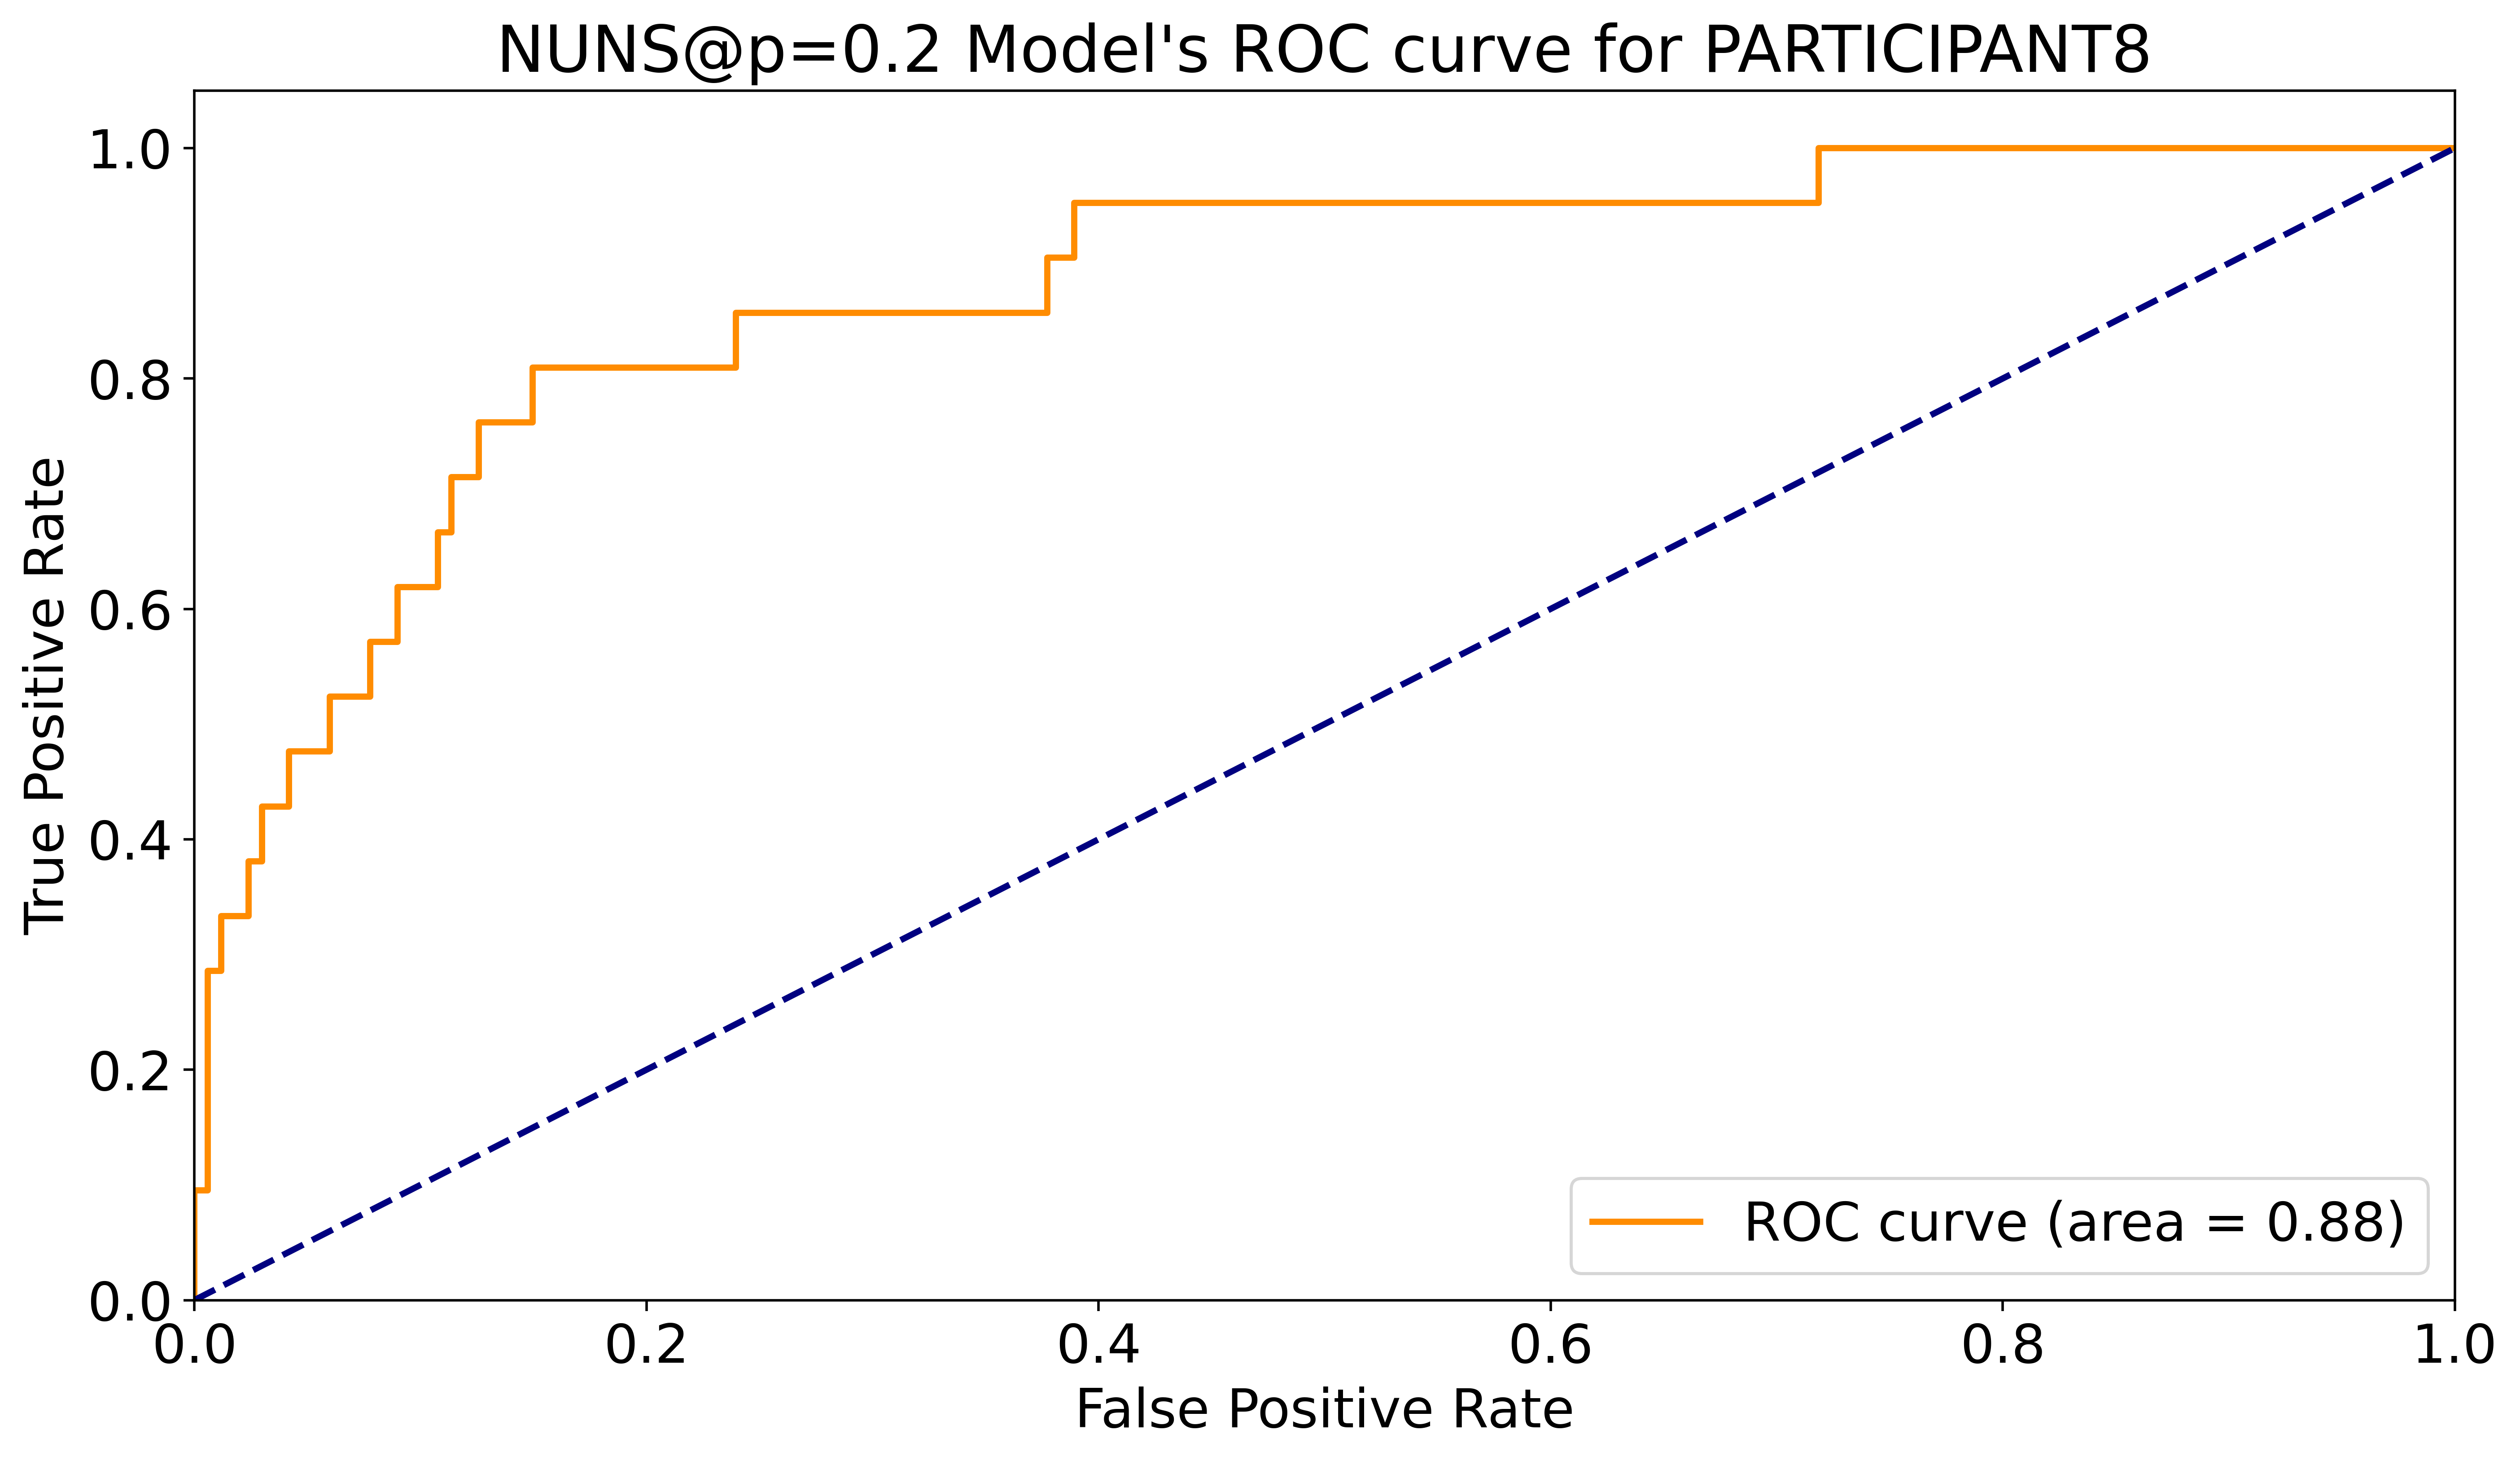 NUNS@p=0.2 Model's ROC curve for PARTICIPANT8
True Positive Rate
1.0
0.8
0.6
0.4
0.2
0.0
0.0 0.2 0.4 0.6 0.8 1.0
False Positive Rate
ROC curve (area = 0.88)